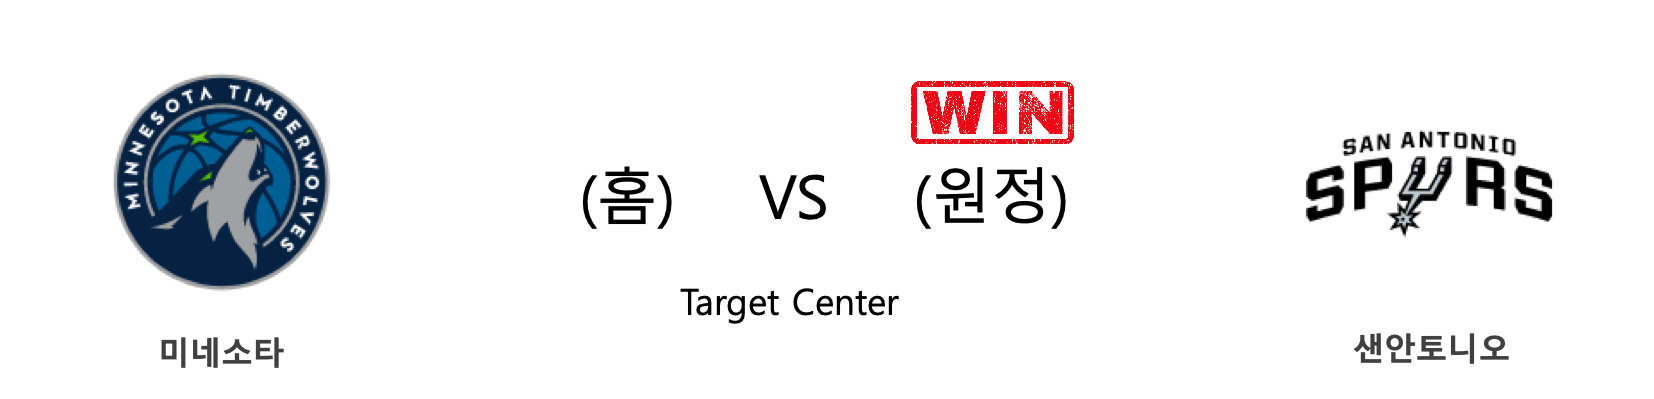 MINNESOTA TIMBERWOLVES
WIN
SAN ANTONIO
SPURS
(홈) VS (원정)
Target Center
미네소타
샌안토니오